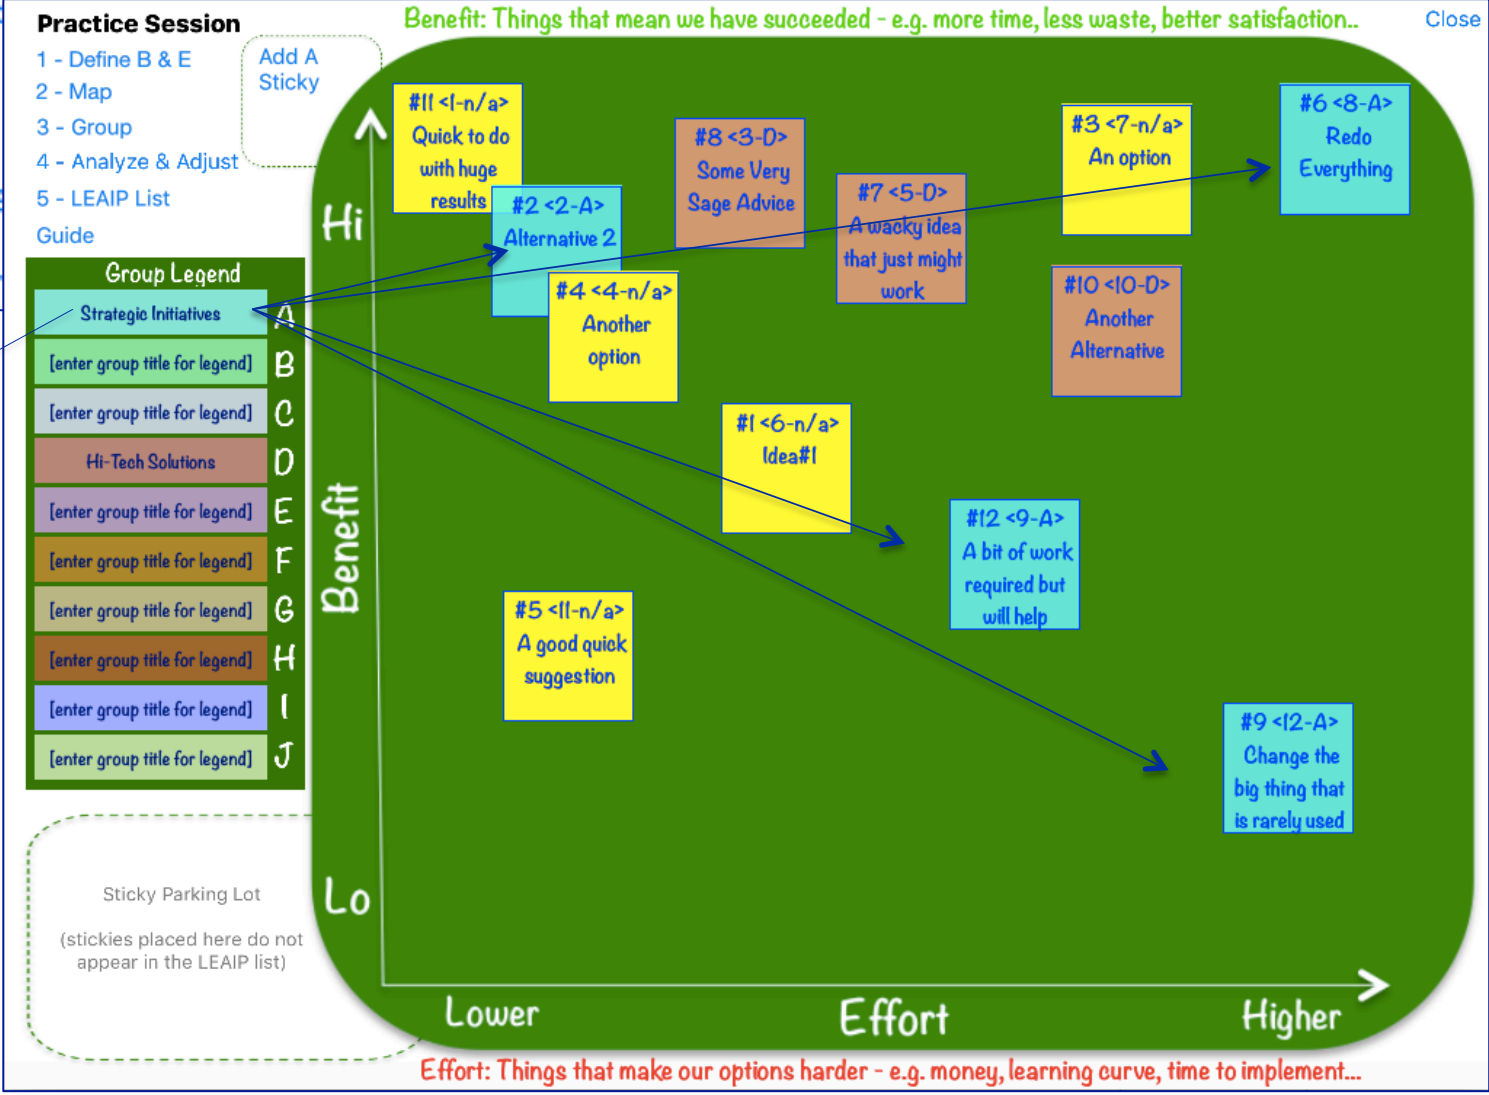 Practice Session
1 - Define B & E
2 - Map
3 - Group
4 - Analyze & Adjust
5 - LEAIP List
Guide
Add A
Sticky
Benefit: Things that mean we have succeeded - e.g. more time, less waste, better satisfaction..
Close
Group Legend
Strategic Initiatives A
[enter group title for legend] B
[enter group title for legend] C
Hi-Tech Solutions D
[enter group title for legend] E
[enter group title for legend] F
[enter group title for legend] G
[enter group title for legend] H
[enter group title for legend] I
[enter group title for legend] J
Sticky Parking Lot
(stickies placed here do not
appear in the LEAIP list)
Hi
Benefit
Lo
#11 <1-n/a>
Quick to do
with huge
results
#2 <2-A>
Alternative 2
#4 <4-n/a>
Another
option
#8 <3-D>
Some Very
Sage Advice
#7 <5-D>
A wacky idea
that just might
work
#3 <7-n/a>
An option
#6 <8-A>
Redo
Everything
#10 <10-D>
Another
Alternative
#1 <6-n/a>
Idea#1
#12 <9-A>
A bit of work
required but
will help
#5 <11-n/a>
A good quick
suggestion
#9 <12-A>
Change the
big thing that
is rarely used
Lower
Effort
Higher
Effort: Things that make our options harder - e.g. money, learning curve, time to implement...